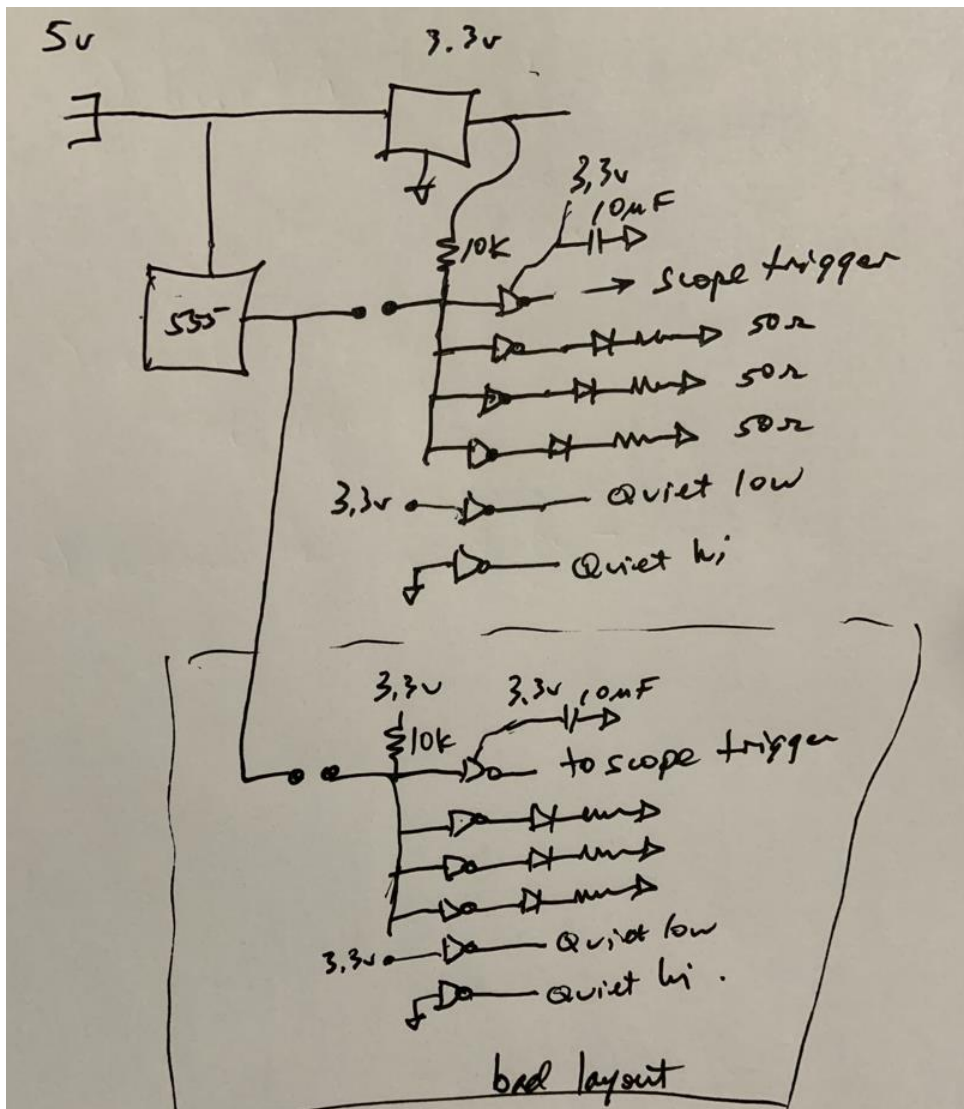 5v
3.3v
3,3v
10µF
10K
→ scope trigger
555
50Ω
50Ω
50Ω
3,3v
Quiet low
Quiet hi
3,3v
3,3v
10µF
10k
to scope trigger
3,3v
Quiet low
Quiet hi.
bad layout